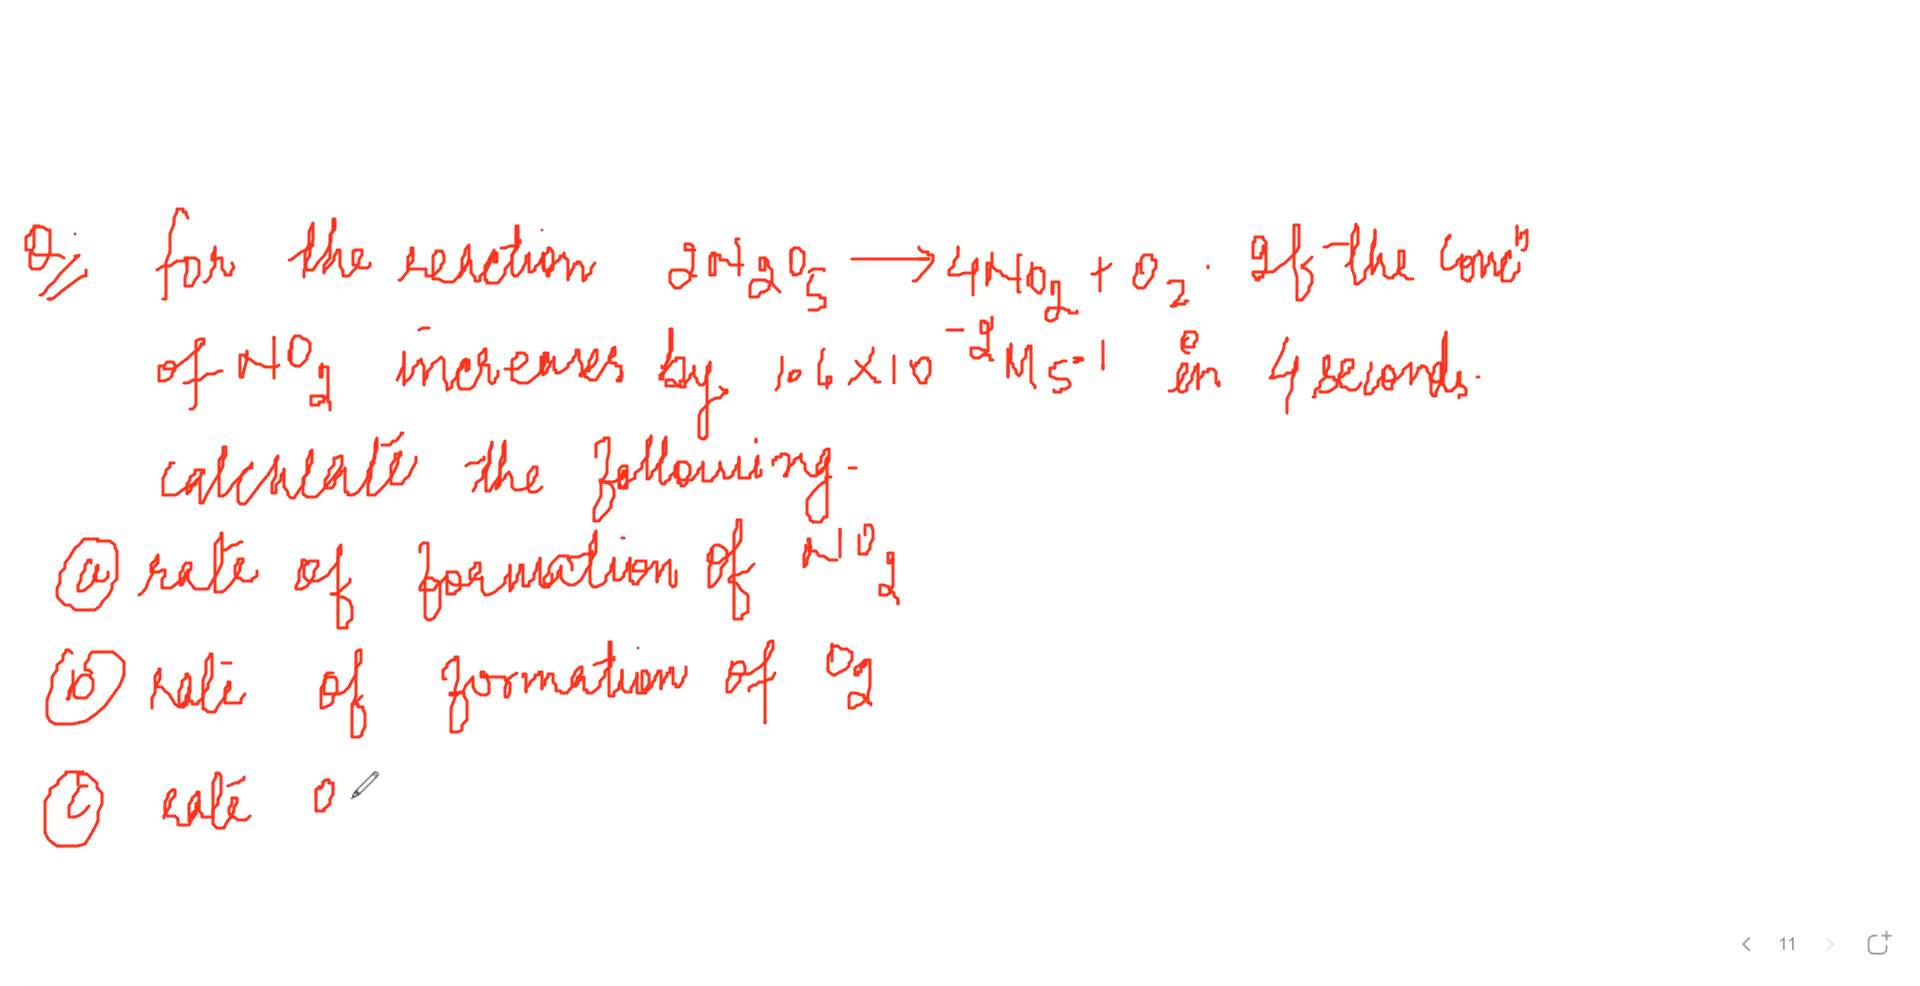 Q:// for the reaction 2N₂O₅ → 4NO₂ + O₂. If the concⁿ
of NO₂ increases by, 1.6×10⁻² M s⁻¹ in 4 seconds.
calculate the following -
(a) rate of formation of NO₂
(b) rate of formation of O₂
(c) rate o
11